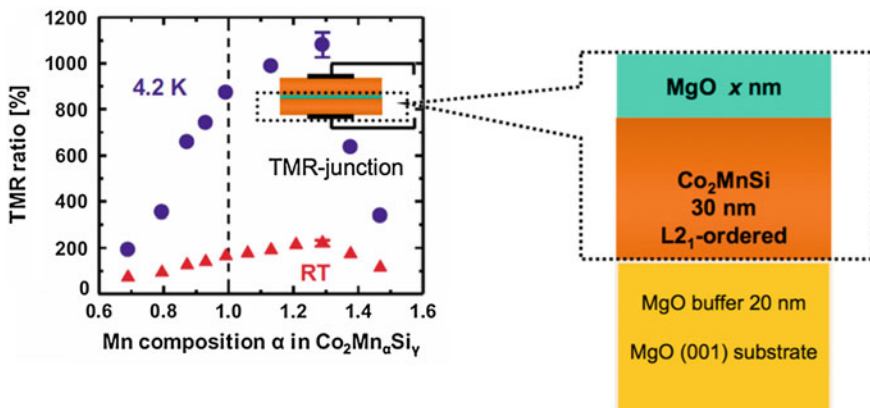 1200
1000
800
600
400
200
0
TMR ratio [%]
4.2 K
TMR-junction
RT
0.6 0.8 1.0 1.2 1.4 1.6
Mn composition α in Co₂MnαSiᵧ
MgO x nm
Co₂MnSi
30 nm
L2₁-ordered
MgO buffer 20 nm
MgO (001) substrate